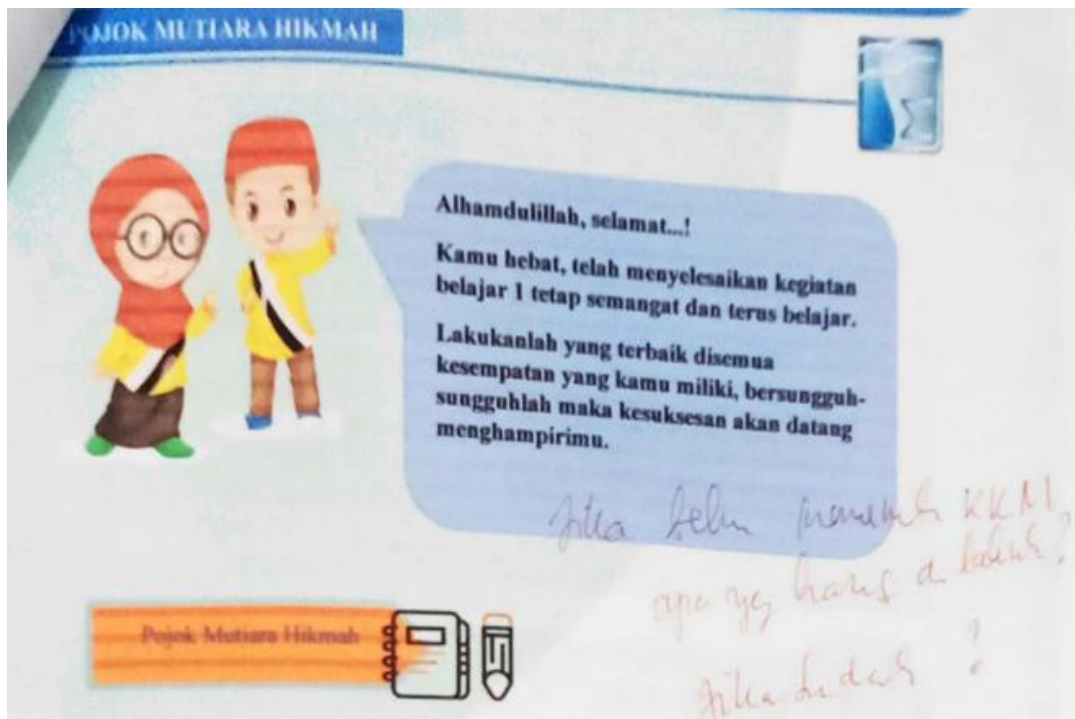 POJOK MUTIARA HIKMAH
Alhamdulillah, selamat...!
Kamu hebat, telah menyelesaikan kegiatan
belajar 1 tetap semangat dan terus belajar.
Lakukanlah yang terbaik disemua
kesempatan yang kamu miliki, bersungguh-
sungguhlah maka kesuksesan akan datang
menghampirimu.
Jika belum memenuhi KKM,
apa yg harus di
Jika sudah ?
Pojok Mutiara Hikmah